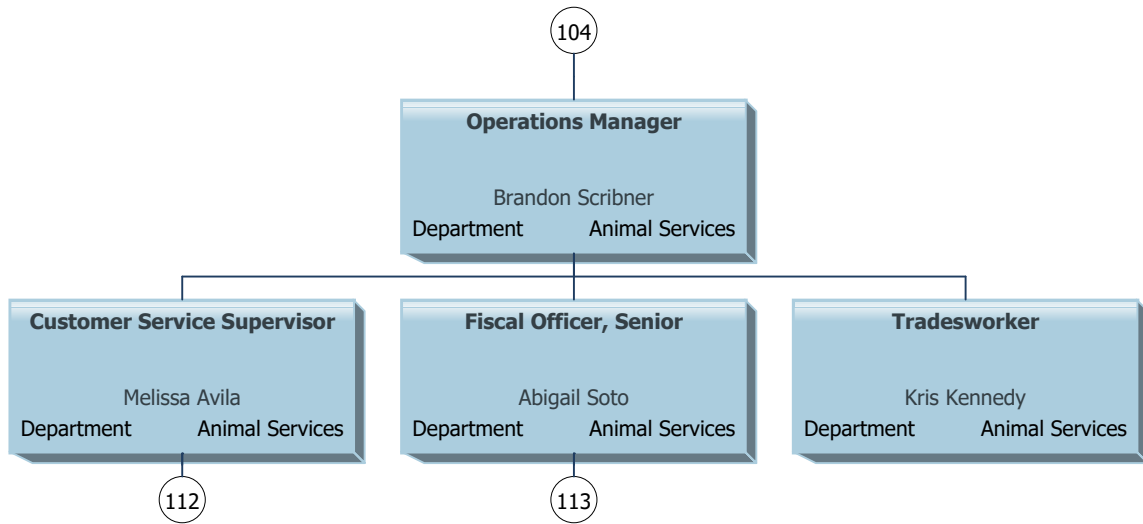 104
Operations Manager
Brandon Scribner
Department Animal Services
Customer Service Supervisor
Melissa Avila
Department Animal Services
112
Fiscal Officer, Senior
Abigail Soto
Department Animal Services
113
Tradesworker
Kris Kennedy
Department Animal Services